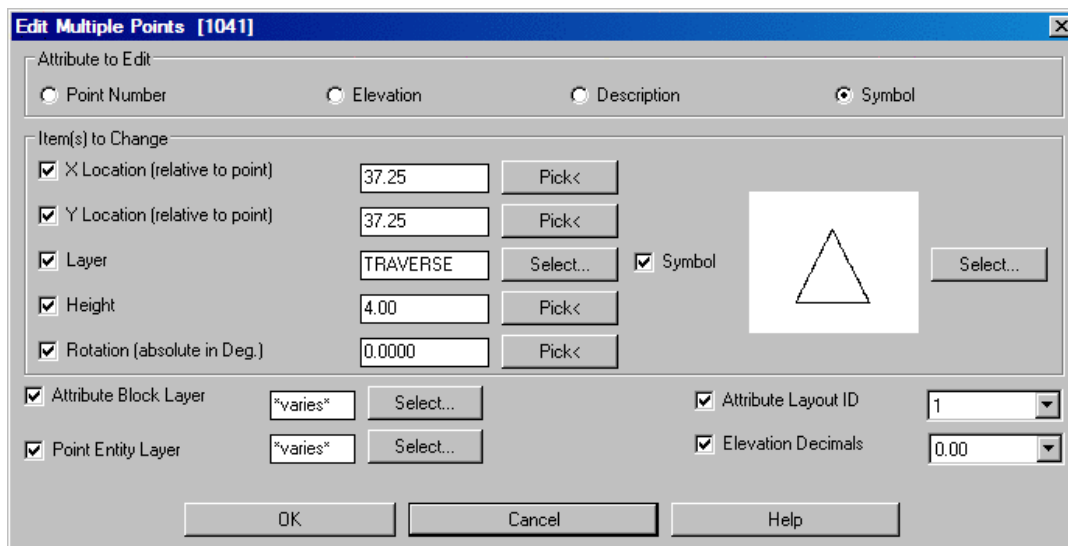 Edit Multiple Points [1041]
Attribute to Edit
Point Number Elevation Description Symbol
Item(s) to Change
X Location (relative to point) 37.25 Pick<
Y Location (relative to point) 37.25 Pick<
Layer TRAVERSE Select... Symbol Select...
Height 4.00 Pick<
Rotation (absolute in Deg.) 0.0000 Pick<
Attribute Block Layer *varies* Select... Attribute Layout ID 1
Point Entity Layer *varies* Select... Elevation Decimals 0.00
OK Cancel Help